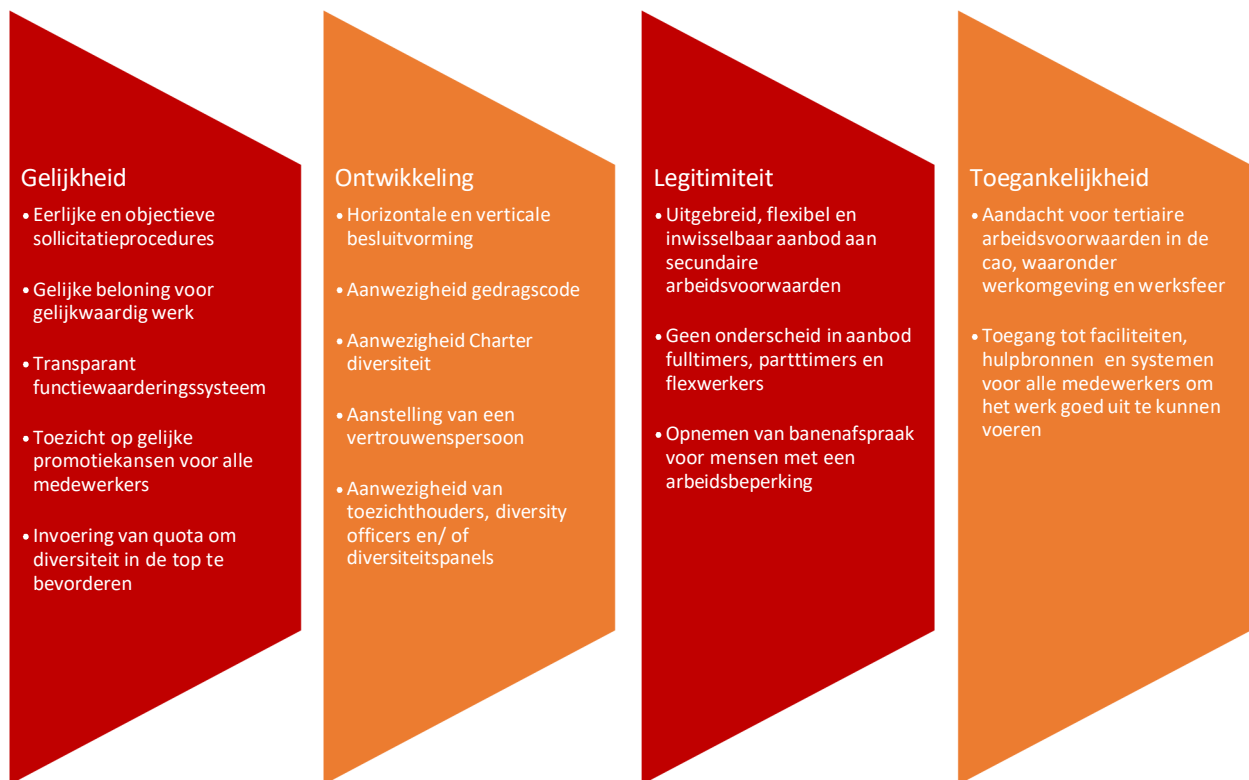 Gelijkheid
• Eerlijke en objectieve
sollicitatieprocedures
• Gelijke beloning voor
gelijkwaardig werk
• Transparant
functiewaarderingssysteem
• Toezicht op gelijke
promotiekansen voor alle
medewerkers
• Invoering van quota om
diversiteit in de top te
bevorderen
Ontwikkeling
• Horizontale en verticale
besluitvorming
• Aanwezigheid gedragscode
• Aanwezigheid Charter
diversiteit
• Aanstelling van een
vertrouwenspersoon
• Aanwezigheid van
toezichthouders, diversity
officers en/ of
diversiteitspanels
Legitimiteit
• Uitgebreid, flexibel en
inwisselbaar aanbod aan
secundaire
arbeidsvoorwaarden
• Geen onderscheid in aanbod
fulltimers, partttimers en
flexwerkers
• Opnemen van banenafspraak
voor mensen met een
arbeidsbeperking
Toegankelijkheid
• Aandacht voor tertiaire
arbeidsvoorwaarden in de
cao, waaronder
werkomgeving en werksfeer
• Toegang tot faciliteiten,
hulpbronnen  en systemen
voor alle medewerkers om
het werk goed uit te kunnen
voeren